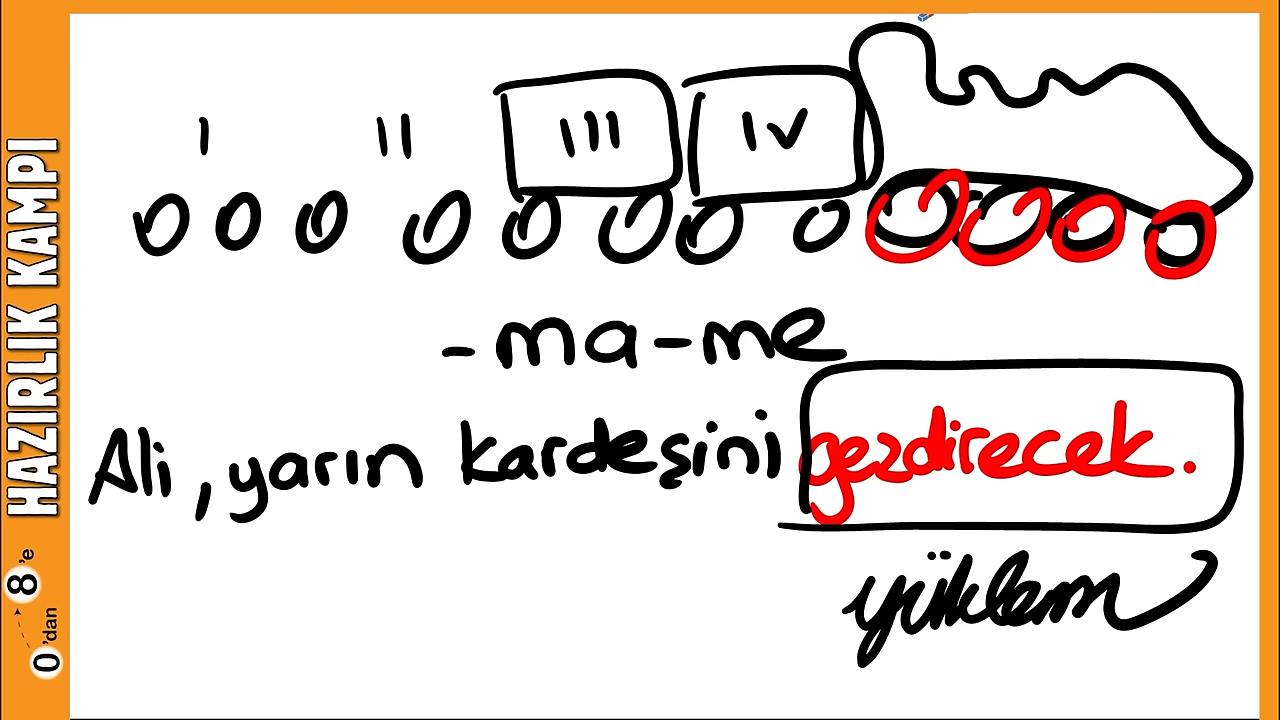 HAZIRLIK KAMPI
0'dan 8'e
I II III IV
-ma-me
Ali, yarın kardeşini gezdirecek.
yüklem